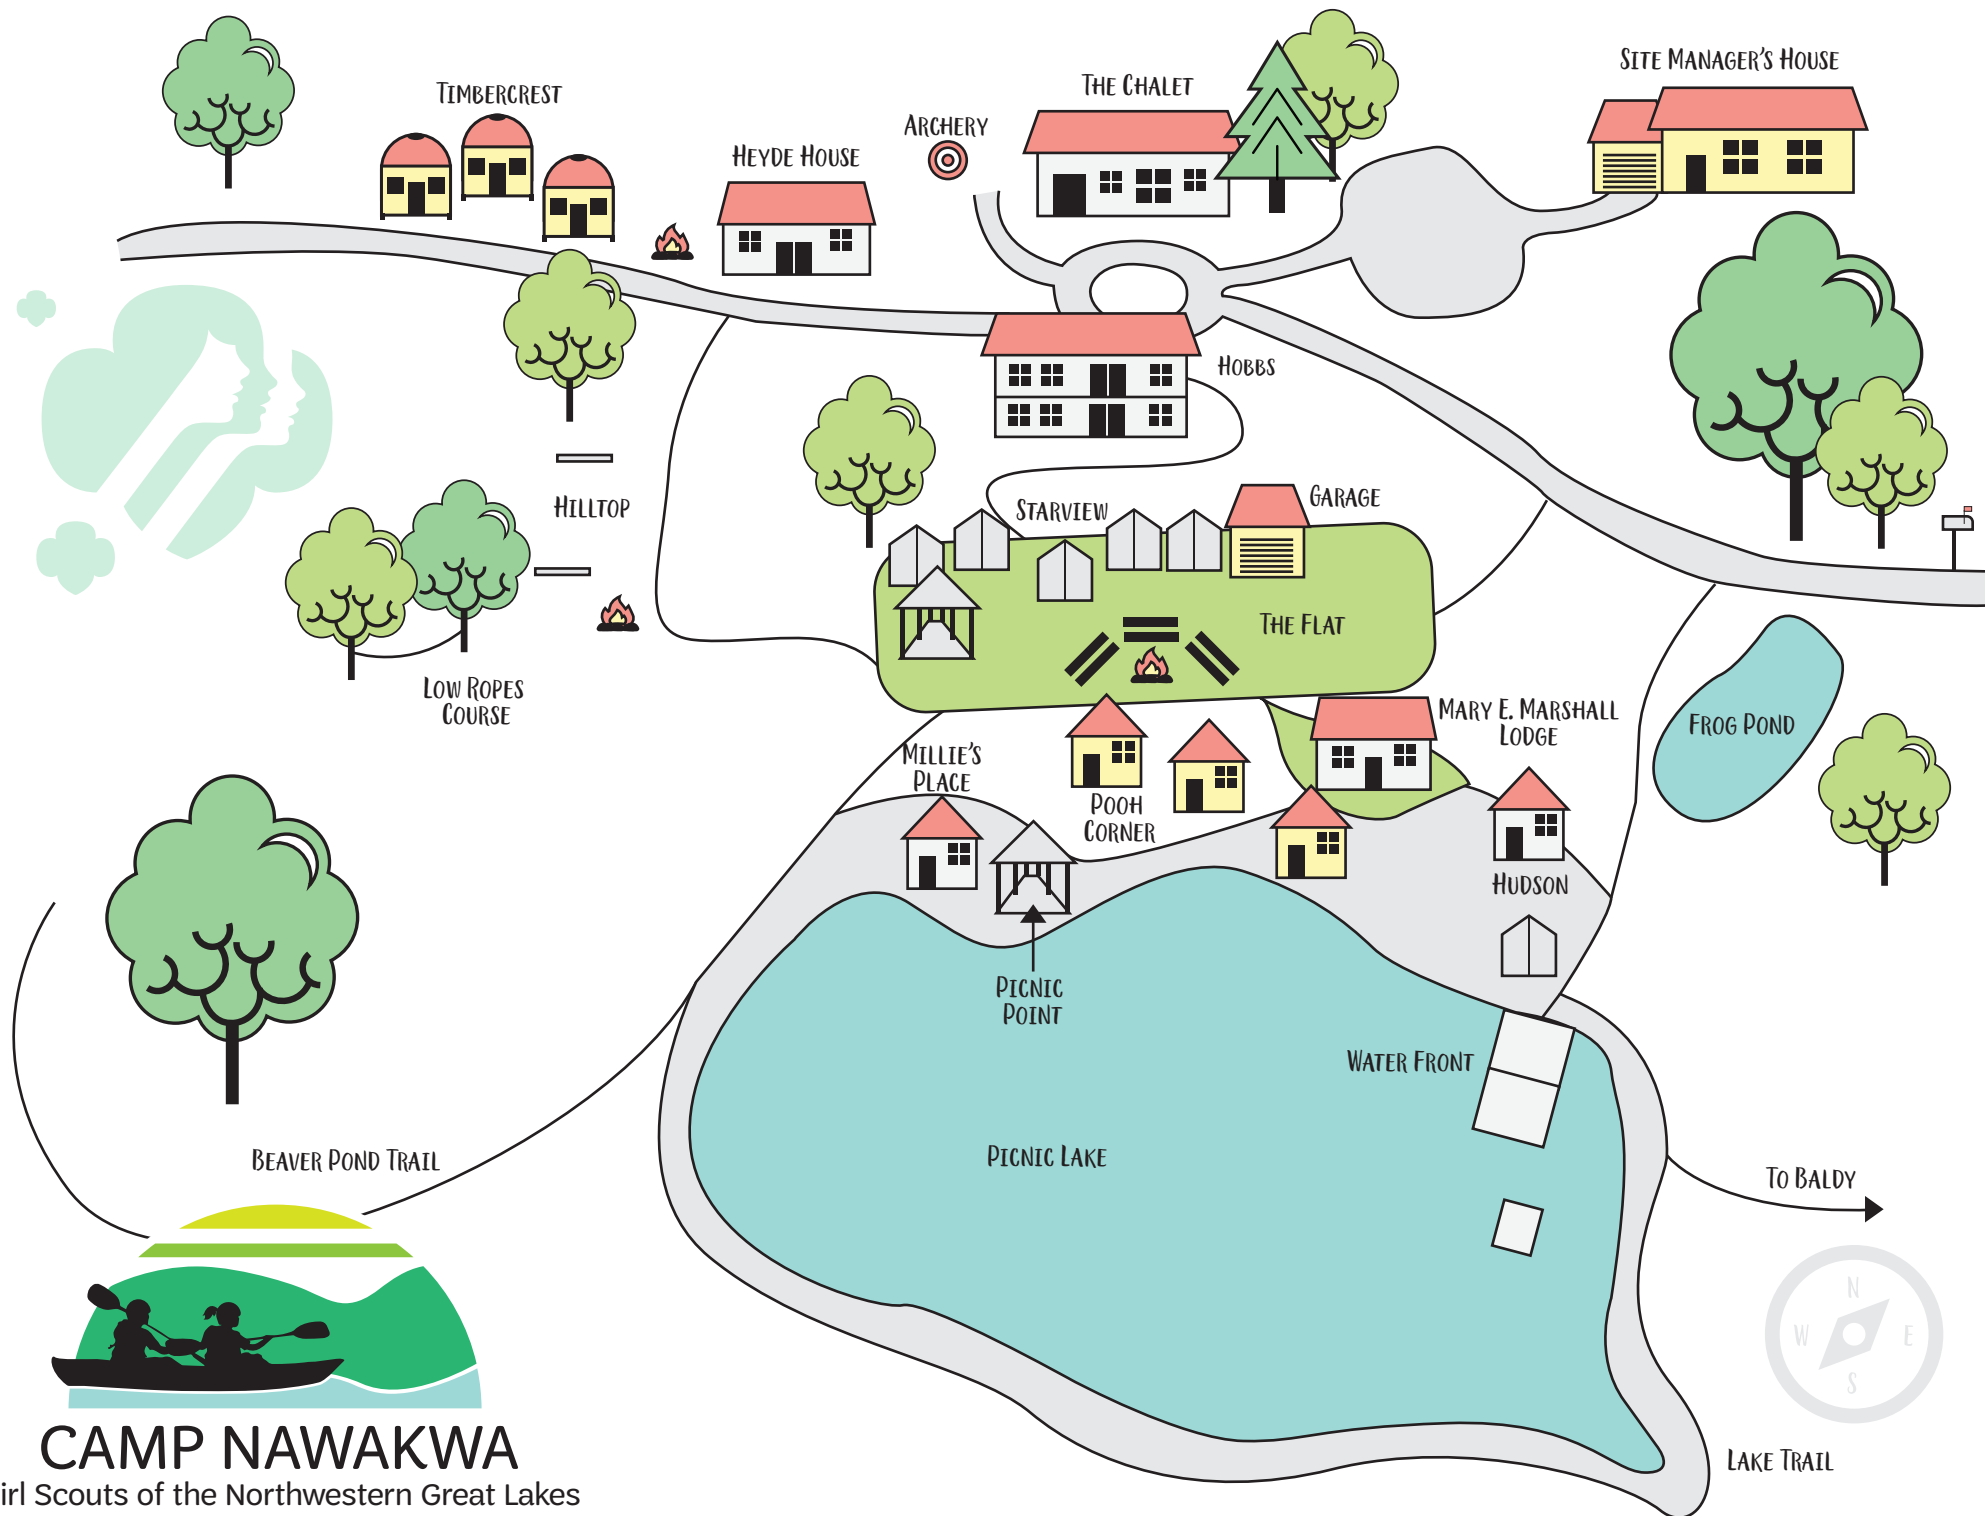 SITE MANAGER'S HOUSE
THE CHALET
TIMBERCREST
ARCHERY
HEYDE HOUSE
HOBBS
GARAGE
STARVIEW
HILLTOP
THE FLAT
LOW ROPES
COURSE
MARY E. MARSHALL
LODGE
FROG POND
MILLIE'S
PLACE
POOH
CORNER
HUDSON
PICNIC
POINT
WATER FRONT
PICNIC LAKE
BEAVER POND TRAIL
TO BALDY
N
W E
S
LAKE TRAIL
CAMP NAWAKWA
irl Scouts of the Northwestern Great Lakes